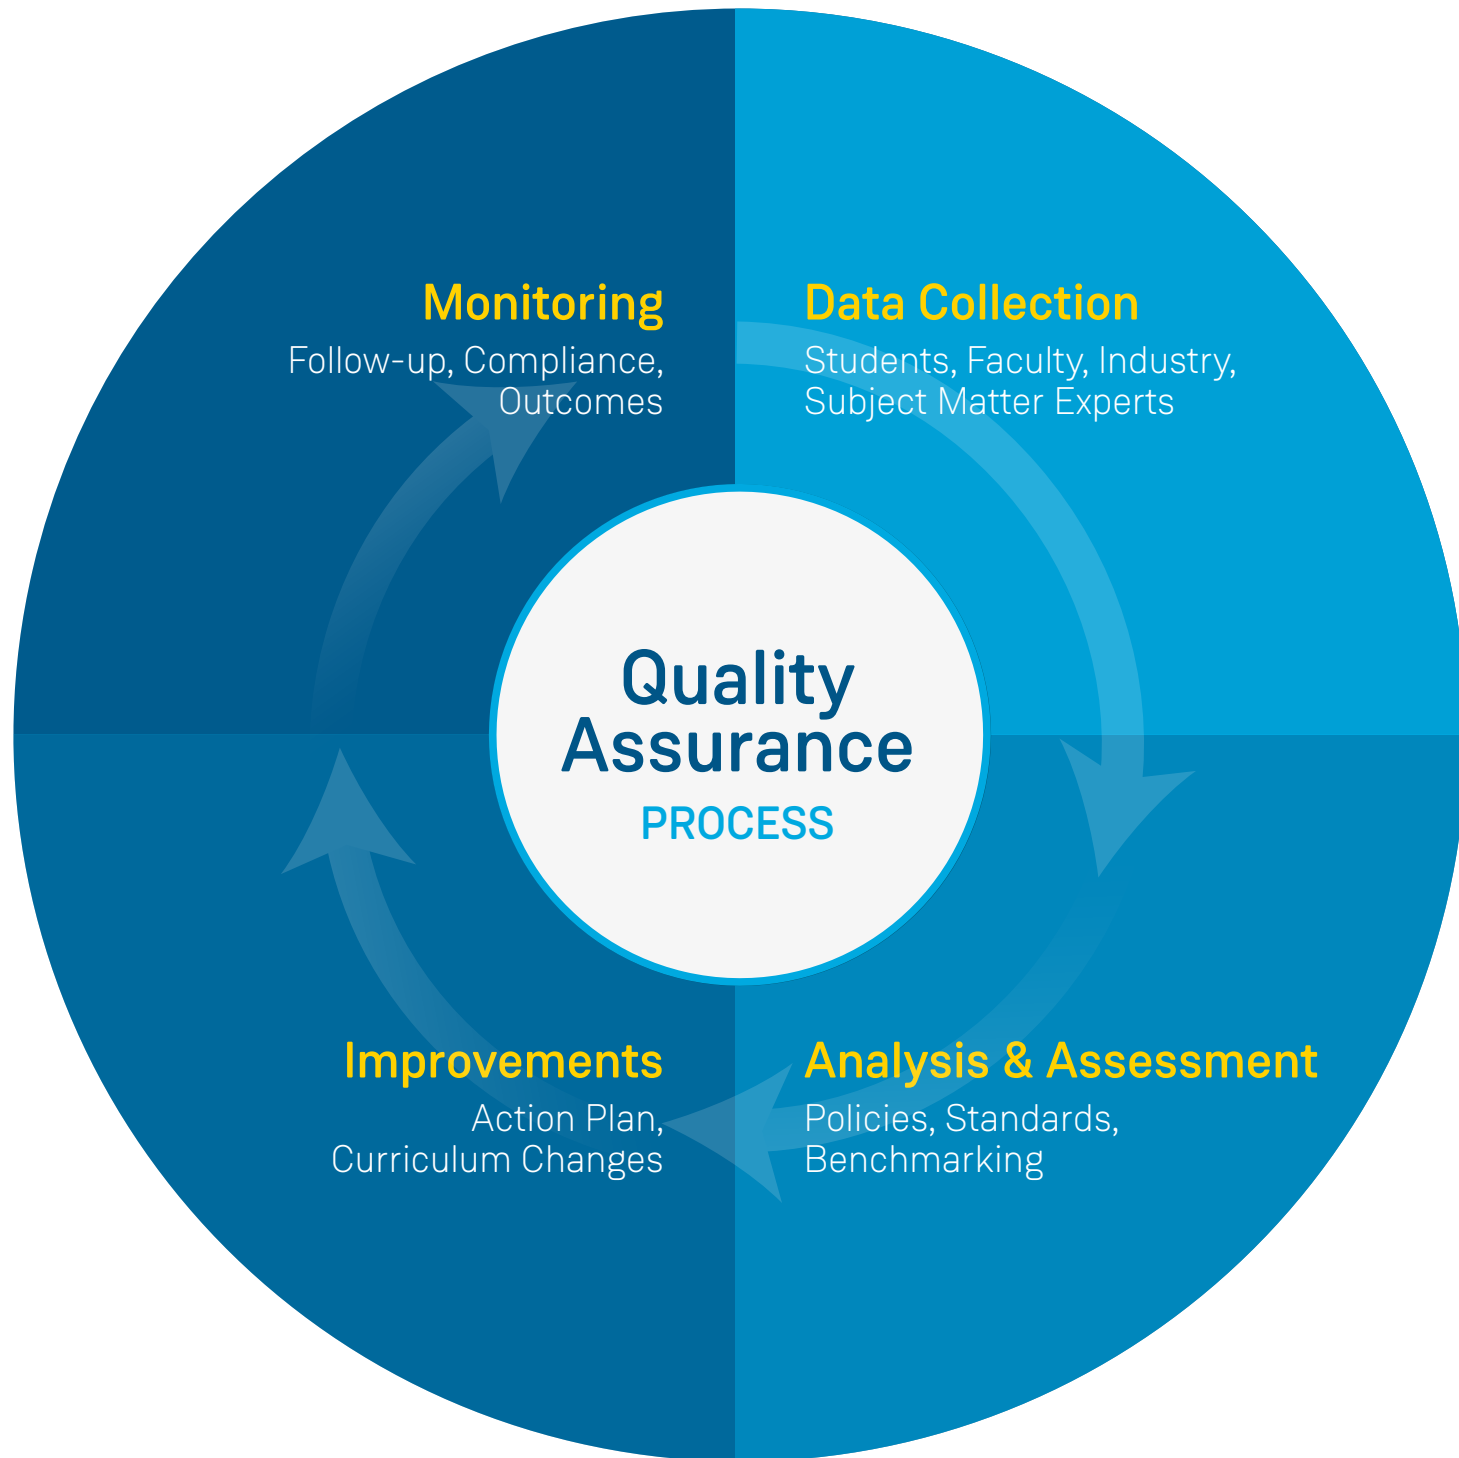 Monitoring
Follow-up, Compliance,
Outcomes
Data Collection
Students, Faculty, Industry,
Subject Matter Experts
Quality
Assurance
PROCESS
Improvements
Action Plan,
Curriculum Changes
Analysis & Assessment
Policies, Standards,
Benchmarking